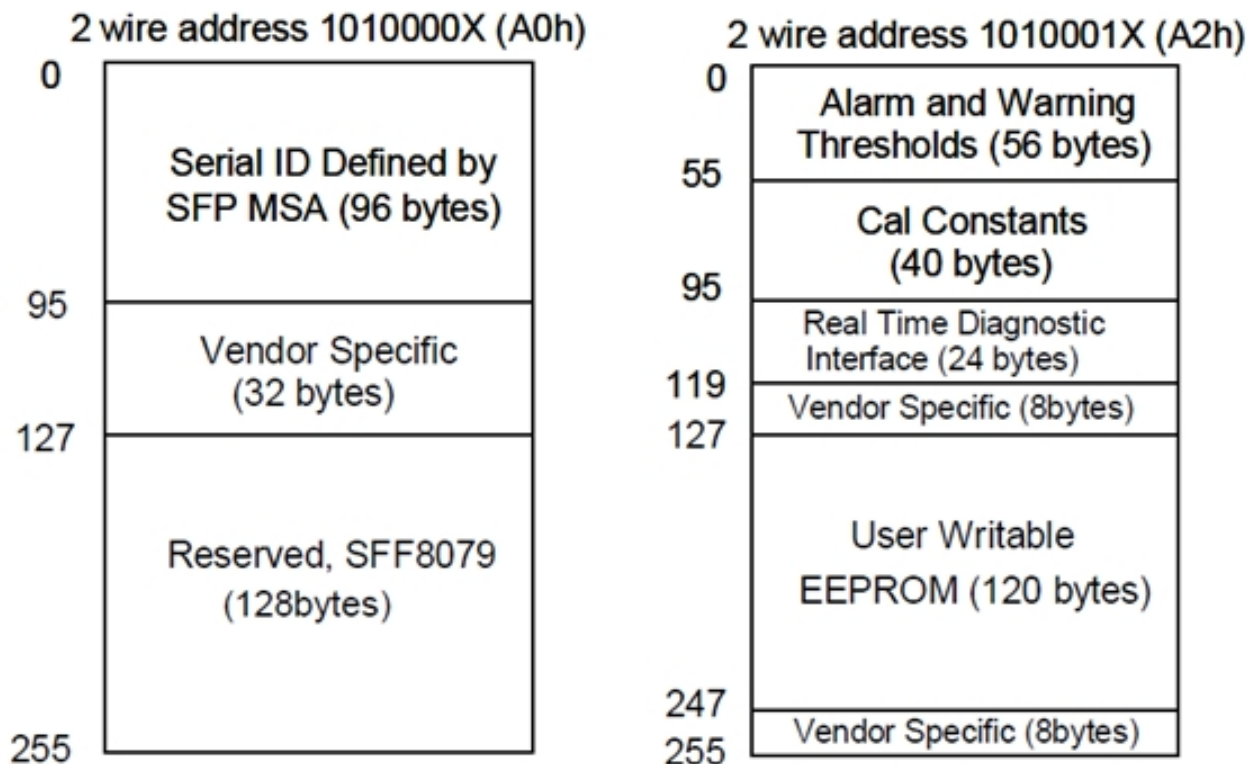 2 wire address 1010000X (A0h)
0
Serial ID Defined by
SFP MSA (96 bytes)
95
Vendor Specific
(32 bytes)
127
Reserved, SFF8079
(128bytes)
255
2 wire address 1010001X (A2h)
0
Alarm and Warning
Thresholds (56 bytes)
55
Cal Constants
(40 bytes)
95
Real Time Diagnostic
Interface (24 bytes)
119
Vendor Specific (8bytes)
127
User Writable
EEPROM (120 bytes)
247
Vendor Specific (8bytes)
255